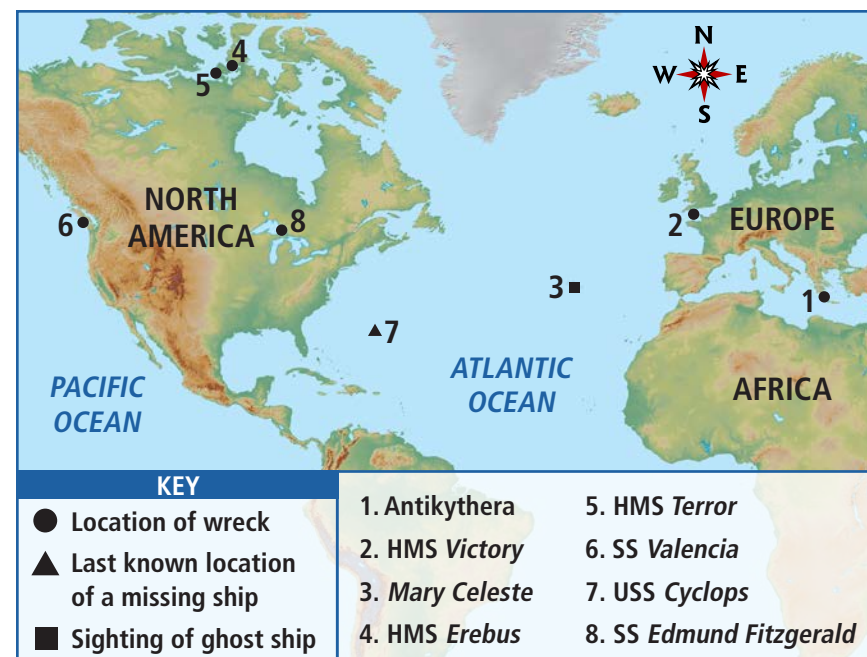 N
W E
S
4
5
NORTH
AMERICA
6
8
2
EUROPE
3
1
7
PACIFIC
OCEAN
ATLANTIC
OCEAN
AFRICA
KEY
Location of wreck
Last known location
of a missing ship
Sighting of ghost ship
1. Antikythera
2. HMS Victory
3. Mary Celeste
4. HMS Erebus
5. HMS Terror
6. SS Valencia
7. USS Cyclops
8. SS Edmund Fitzgerald